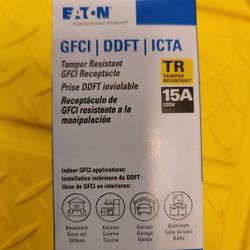 EATON
Powering Business Worldwide
GFCI | DDFT | ICTA
Tamper Resistant
GFCI Receptacle
Prise DDFT inviolable
Receptáculo de
GFCI resistente a la
manipulación
TR
TAMPER
RESISTANT
15A
125V
Indoor GFCI applications:
Installation intérieure de DDFT :
Usos de GFCI en interiores:
Basement
Sous-sol
Sótano
Kitchen
Cuisine
Cocina
Garage
Garage
Garaje
Bathroom
Salle de bain
Baño